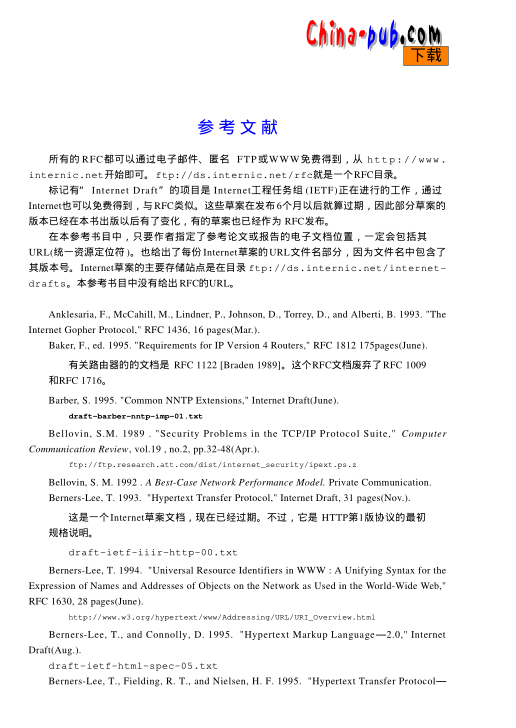 China-pub.com
下载
参考文献
所有的RFC都可以通过电子邮件、匿名 FTP或WWW免费得到，从 http://www.
internic.net开始即可。ftp://ds.internic.net/rfc就是一个RFC目录。
标记有“ Internet Draft”的项目是Internet工程任务组(IETF)正在进行的工作，通过
Internet也可以免费得到，与RFC类似。这些草案在发布6个月以后就算过期，因此部分草案的
版本已经在本书出版以后有了变化，有的草案也已经作为 RFC发布。
在本参考书目中，只要作者指定了参考论文或报告的电子文档位置，一定会包括其
URL(统一资源定位符)。也给出了每份Internet草案的URL文件名部分，因为文件名中包含了
其版本号。Internet草案的主要存储站点是在目录ftp://ds.internic.net/internet-
drafts。本参考书目中没有给出RFC的URL。
Anklesaria, F., McCahill, M., Lindner, P., Johnson, D., Torrey, D., and Alberti, B. 1993. "The
Internet Gopher Protocol," RFC 1436, 16 pages(Mar.).
Baker, F., ed. 1995. "Requirements for IP Version 4 Routers," RFC 1812 175pages(June).
有关路由器的的文档是 RFC 1122 [Braden 1989]。这个RFC文档废弃了RFC 1009
和RFC 1716。
Barber, S. 1995. "Common NNTP Extensions," Internet Draft(June).
draft-barber-nntp-imp-01.txt
Bellovin, S.M. 1989 . "Security Problems in the TCP/IP Protocol Suite," Computer
Communication Review, vol.19 , no.2, pp.32-48(Apr.).
ftp://ftp.research.att.com/dist/internet_security/ipext.ps.z
Bellovin, S. M. 1992 . A Best-Case Network Performance Model. Private Communication.
Berners-Lee, T. 1993. "Hypertext Transfer Protocol," Internet Draft, 31 pages(Nov.).
这是一个Internet草案文档，现在已经过期。不过，它是 HTTP第1版协议的最初
规格说明。
draft-ietf-iiir-http-00.txt
Berners-Lee, T. 1994. "Universal Resource Identifiers in WWW : A Unifying Syntax for the
Expression of Names and Addresses of Objects on the Network as Used in the World-Wide Web,"
RFC 1630, 28 pages(June).
http://www.w3.org/hypertext/www/Addressing/URL/URI_Overview.html
Berners-Lee, T., and Connolly, D. 1995. "Hypertext Markup Language—2.0," Internet
Draft(Aug.).
draft-ietf-html-spec-05.txt
Berners-Lee, T., Fielding, R. T., and Nielsen, H. F. 1995. "Hypertext Transfer Protocol—